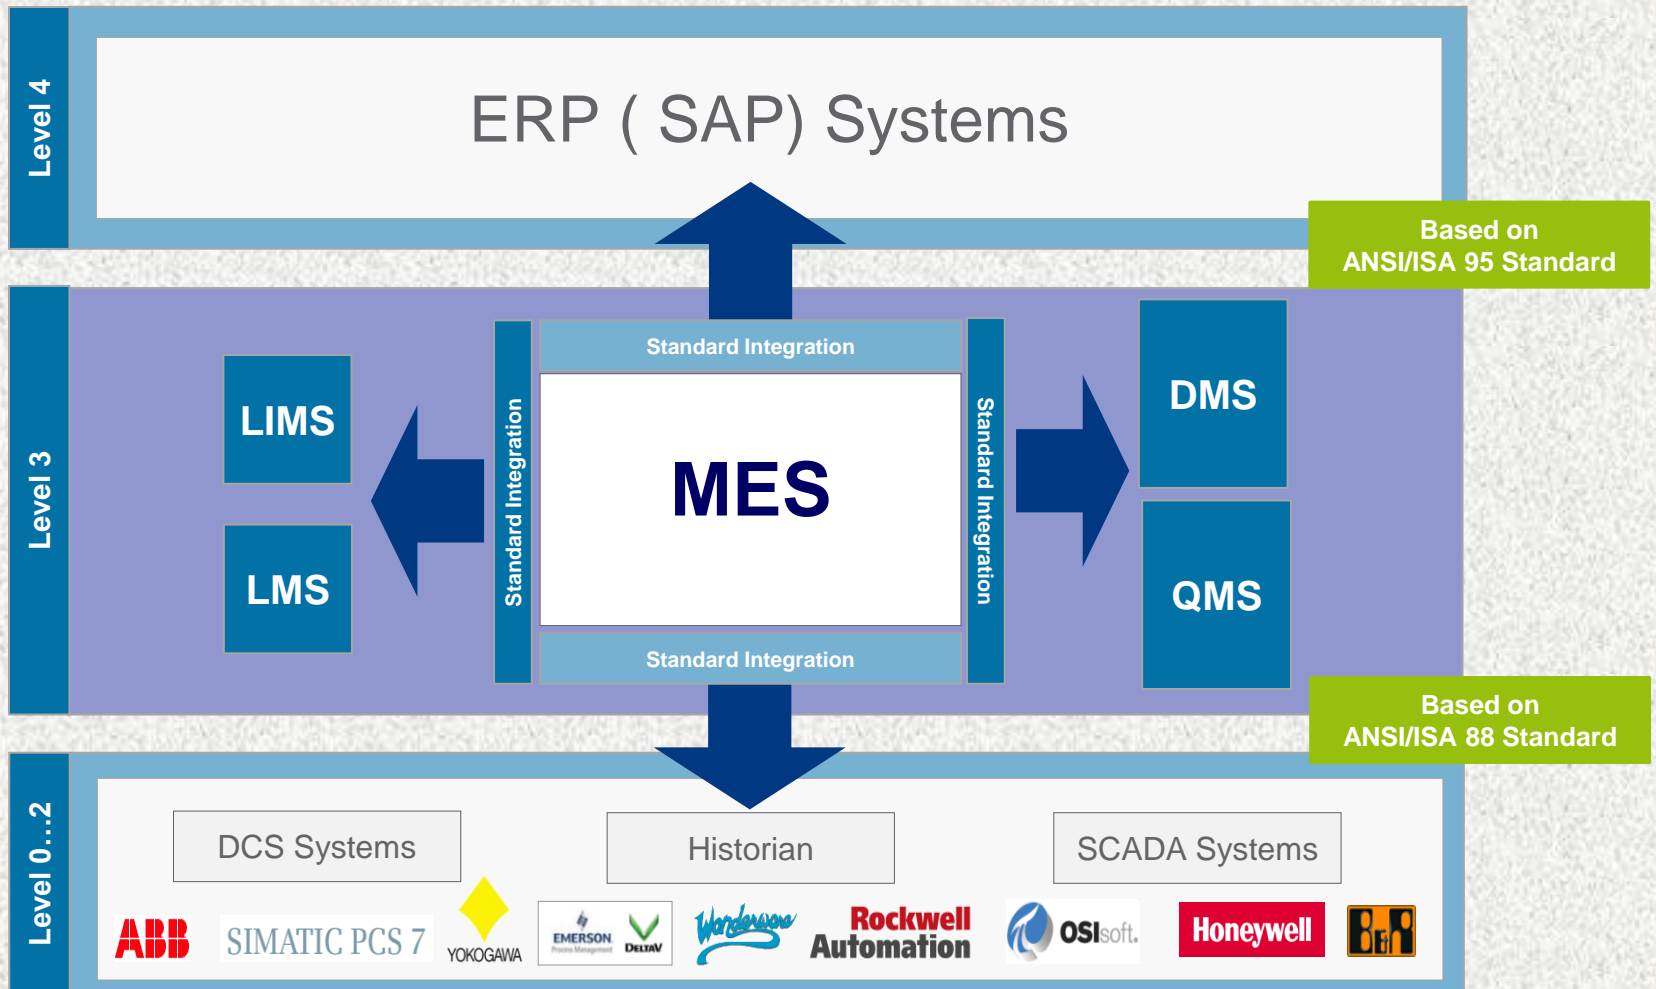 Level 4
ERP ( SAP) Systems
Based on
ANSI/ISA 95 Standard
Level 3
LIMS
LMS
Standard Integration
Standard Integration
MES
Standard Integration
Standard Integration
DMS
QMS
Based on
ANSI/ISA 88 Standard
Level 0...2
DCS Systems
Historian
SCADA Systems
ABB
SIMATIC PCS 7
YOKOGAWA
EMERSON
Process Management
DELTAV
Wonderware
Rockwell
Automation
OSIsoft.
Honeywell
B&R